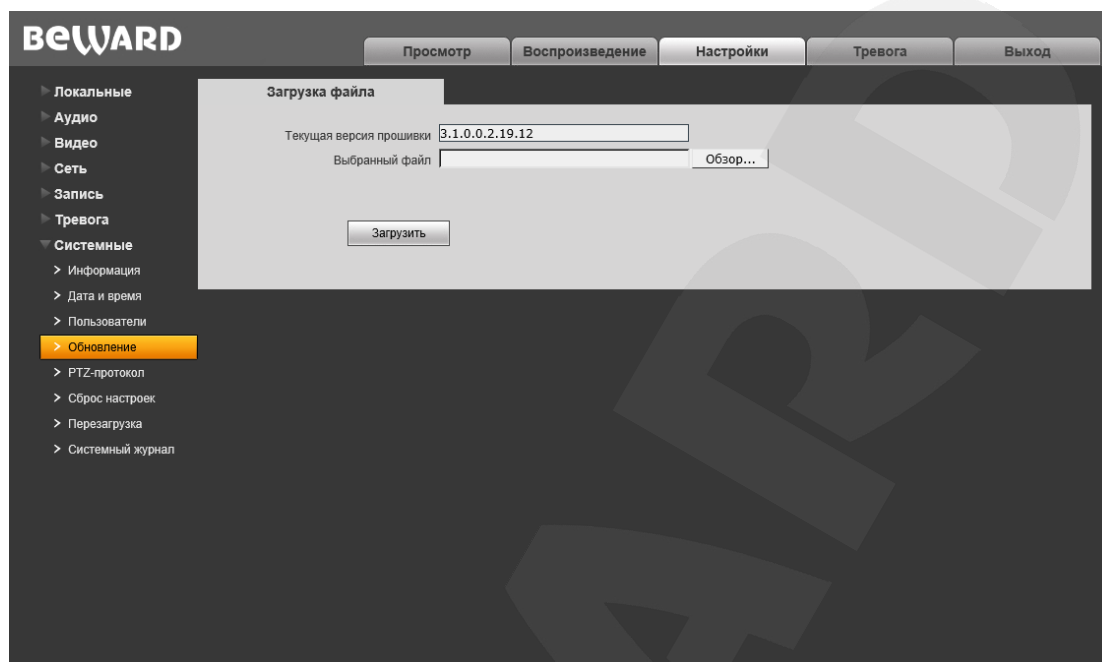 BEWARD
Просмотр
Воспроизведение
Настройки
Тревога
Выход
Локальные
Аудио
Видео
Сеть
Запись
Тревога
Системные
Информация
Дата и время
Пользователи
Обновление
PTZ-протокол
Сброс настроек
Перезагрузка
Системный журнал
Загрузка файла
Текущая версия прошивки 3.1.0.0.2.19.12
Выбранный файл Обзор...
Загрузить